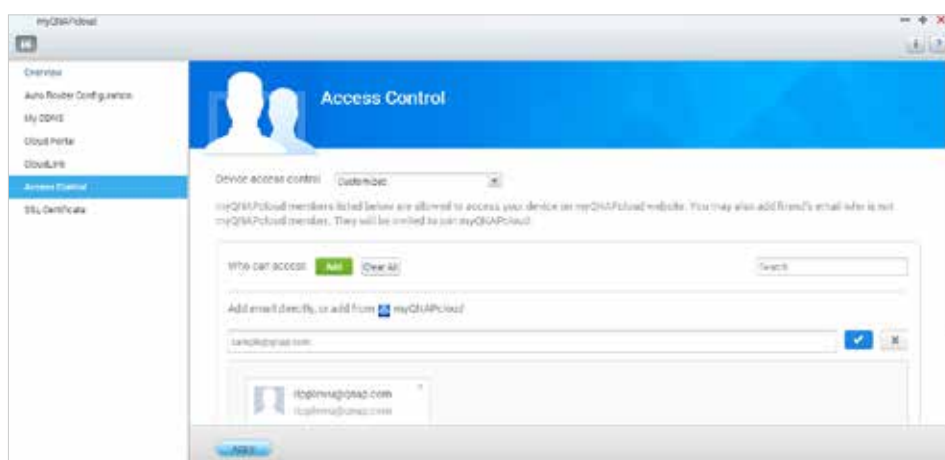 myQNAPcloud
Overview
Auto Router Configuration
My DDNS
Cloud Portal
CloudLink
Access Control
SSL Certificate
Access Control
Device access control: Customized
myQNAPcloud members listed below are allowed to access your device on myQNAPcloud website. You may also add friend's email who is not
myQNAPcloud member. They will be invited to join myQNAPcloud.
Who can access: Add Clear All Search
Add email directly, or add from myQNAPcloud
sample@qnap.com
Apply